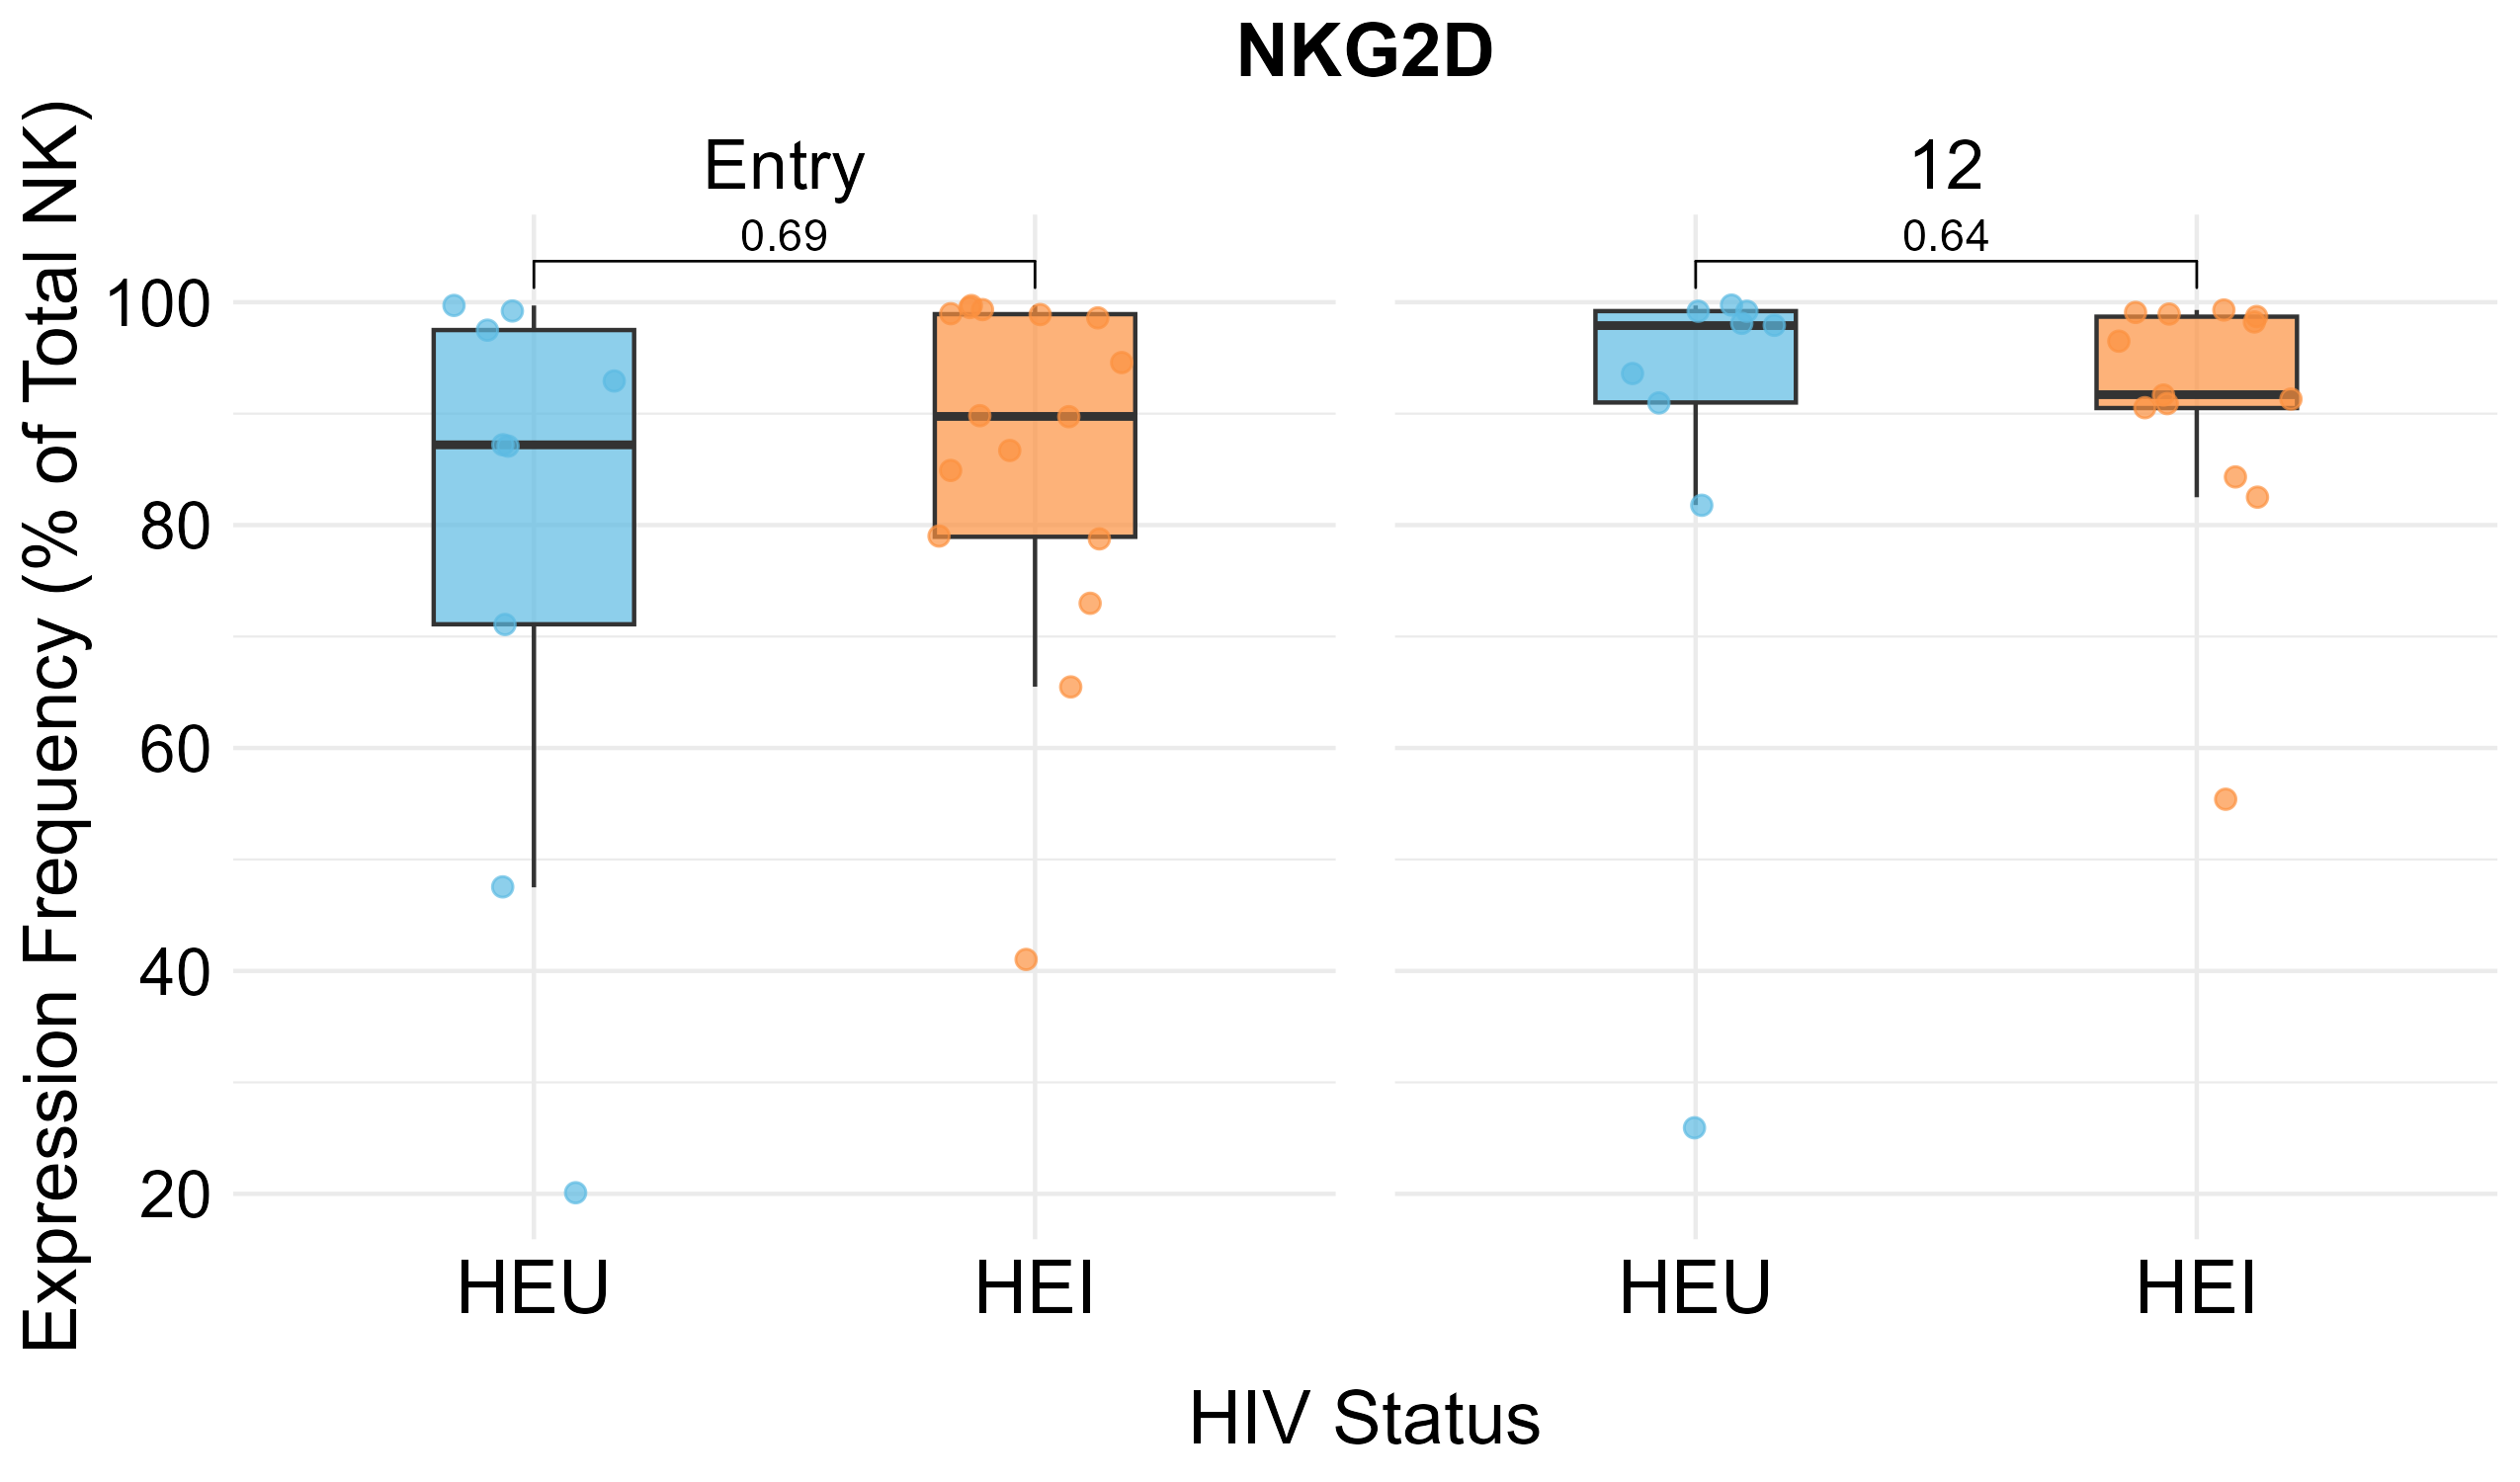 NKG2D
Expression Frequency (% of Total NK)
Entry
12
0.69
0.64
100
80
60
40
20
HEU
HEI
HEU
HEI
HIV Status